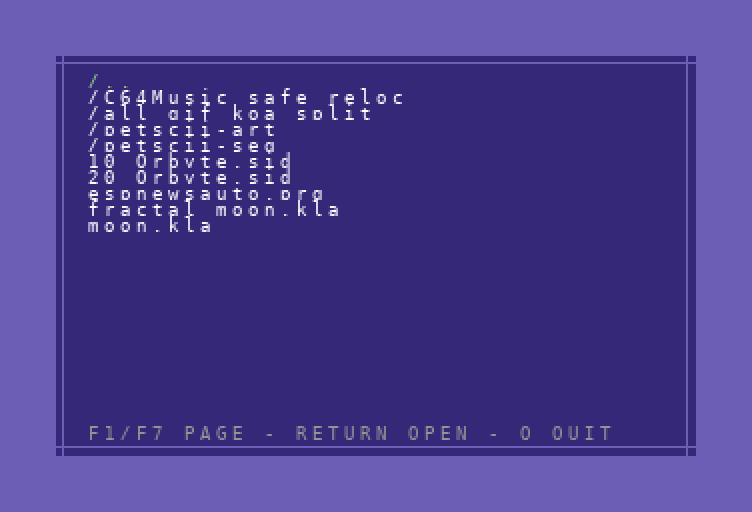 /..
/C64Music safe reloc
/all gif koa split
/petscii-art
/petscii-seq
10 Orbyte.sid
20 Orbyte.sid
espnewsauto.prg
fractal moon.kla
moon.kla
F1/F7 PAGE - RETURN OPEN - Q QUIT